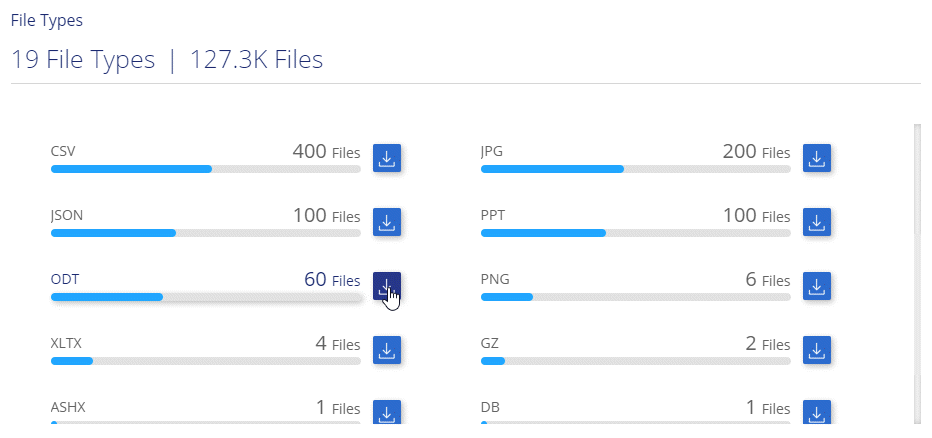 File Types
19 File Types | 127.3K Files
CSV 400 Files
JPG 200 Files
JSON 100 Files
PPT 100 Files
ODT 60 Files
PNG 6 Files
XLTX 4 Files
GZ 2 Files
ASHX 1 Files
DB 1 Files